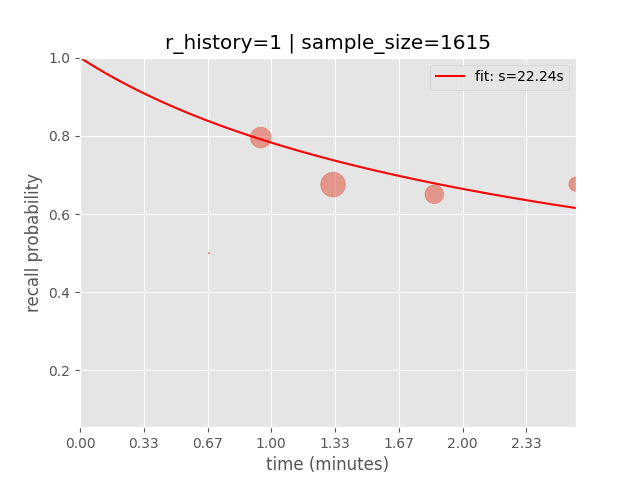 r_history=1 | sample_size=1615
fit: s=22.24s
recall probability
1.0
0.8
0.6
0.4
0.2
0.00 0.33 0.67 1.00 1.33 1.67 2.00 2.33
time (minutes)